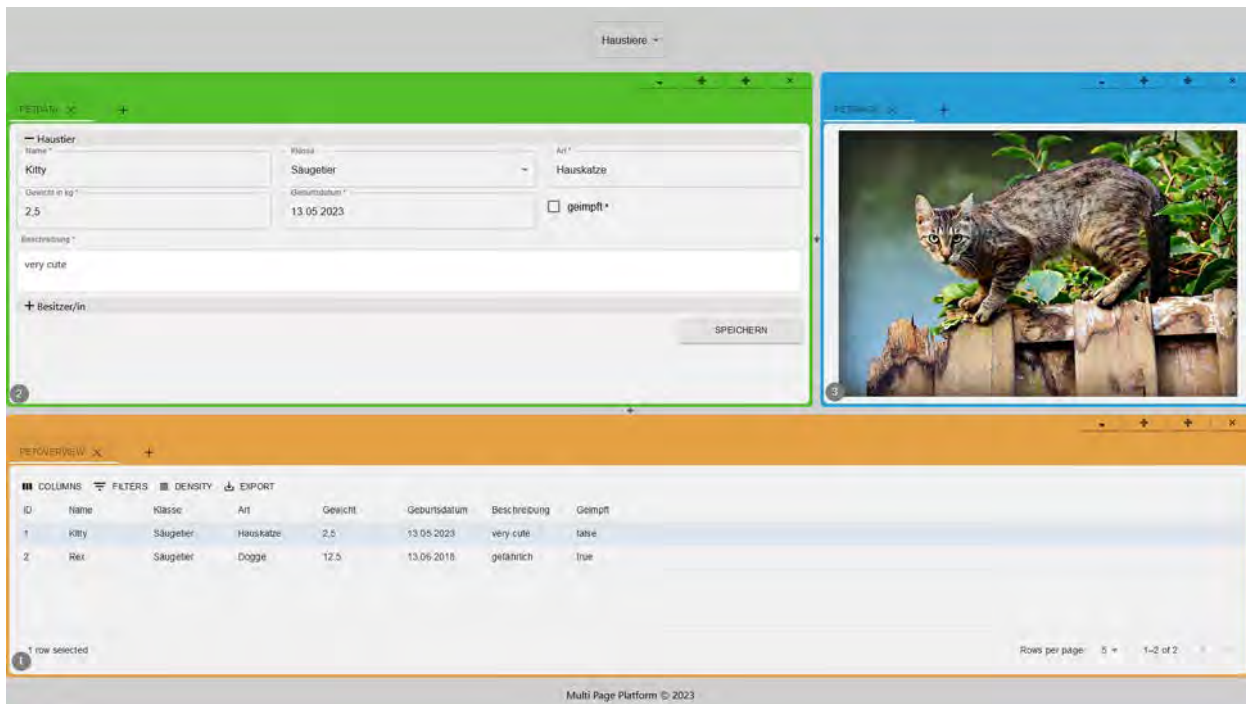 Haustiere
PETDATA
PETIMAGE
Haustier
Name * Klasse Art *
Kitty Säugetier Hauskatze
Gewicht in kg * Geburtsdatum *
2,5 13.05.2023 geimpft *
Beschreibung *
very cute
Besitzer/in
SPEICHERN
2
3
PETOVERVIEW
COLUMNS FILTERS DENSITY EXPORT
ID Name Klasse Art Gewicht Geburtsdatum Beschreibung Geimpft
1 Kitty Säugetier Hauskatze 2,5 13.05.2023 very cute false
2 Rex Säugetier Dogge 12.5 13.06.2018 gefährlich true
1 row selected Rows per page: 5 1–2 of 2
1
Multi Page Platform © 2023